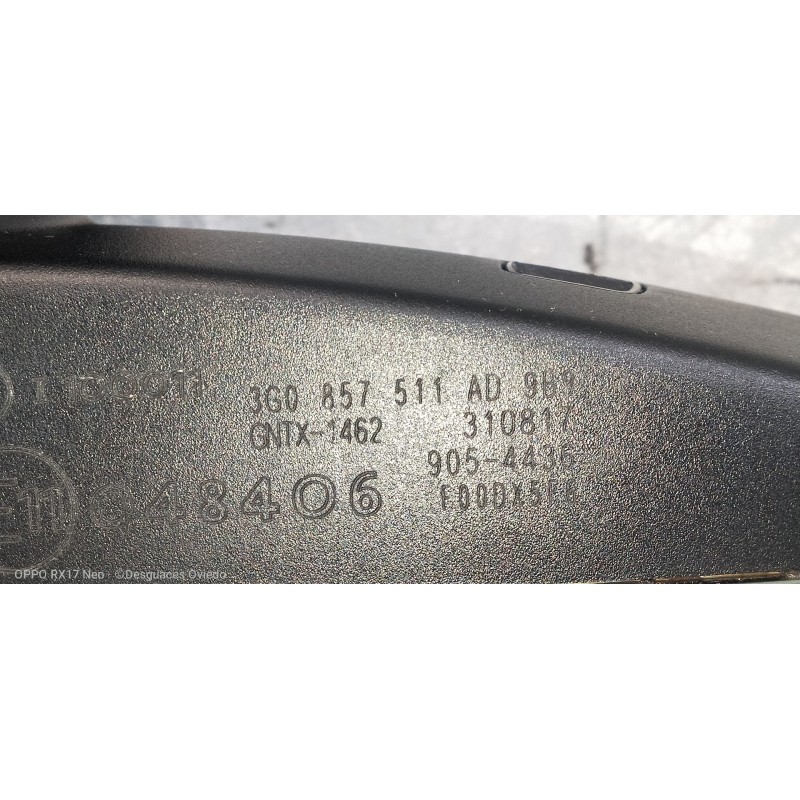 3G0 857 511 AD 9B9
GNTX-1462 310817
905-4436
E11 048406
OPPO RX17 Neo · ©Desguaces Oviedo